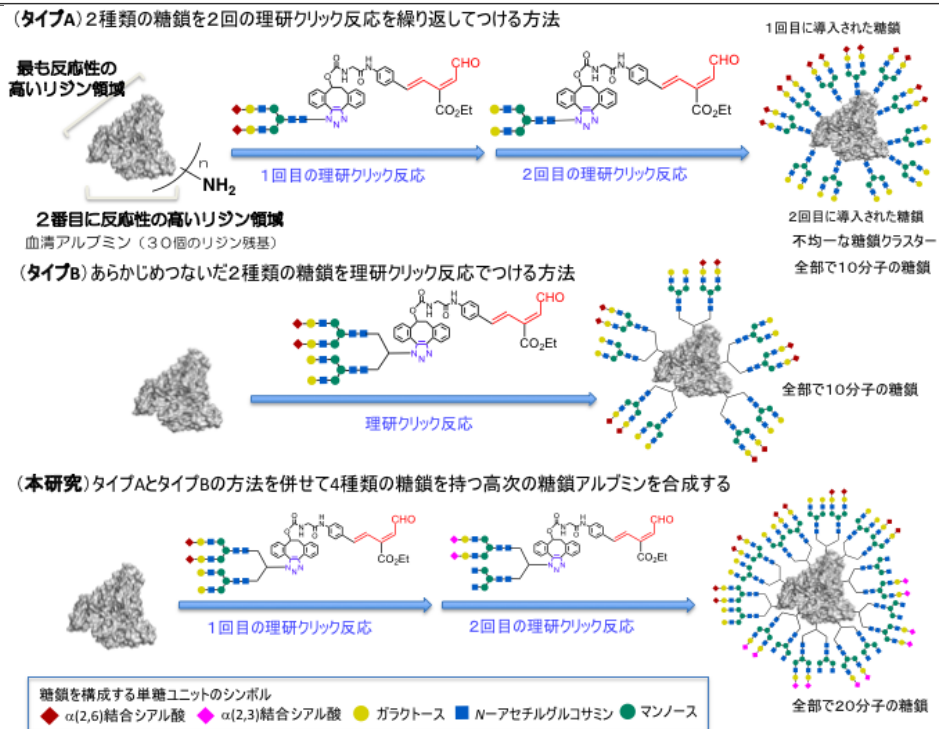 (タイプA)2種類の糖鎖を2回の理研クリック反応を繰り返してつける方法
1回目に導入された糖鎖
最も反応性の
高いリジン領域
n
NH2
2番目に反応性の高いリジン領域
血清アルブミン(30個のリジン残基)
O
O
N
H
O
H
N
CHO
CO2Et
N
N
N
1回目の理研クリック反応
O
O
N
H
O
H
N
CHO
CO2Et
N
N
N
2回目の理研クリック反応
2回目に導入された糖鎖
不均一な糖鎖クラスター
全部で10分子の糖鎖
(タイプB)あらかじめつないだ2種類の糖鎖を理研クリック反応でつける方法
O
O
N
H
O
H
N
CHO
CO2Et
N
N
N
理研クリック反応
全部で10分子の糖鎖
(本研究)タイプAとタイプBの方法を併せて4種類の糖鎖を持つ高次の糖鎖アルブミンを合成する
O
O
N
H
O
H
N
CHO
CO2Et
N
N
N
1回目の理研クリック反応
O
O
N
H
O
H
N
CHO
CO2Et
N
N
N
2回目の理研クリック反応
全部で20分子の糖鎖
糖鎖を構成する単糖ユニットのシンボル
α(2,6)結合シアル酸 α(2,3)結合シアル酸 ガラクトース N-アセチルグルコサミン マンノース